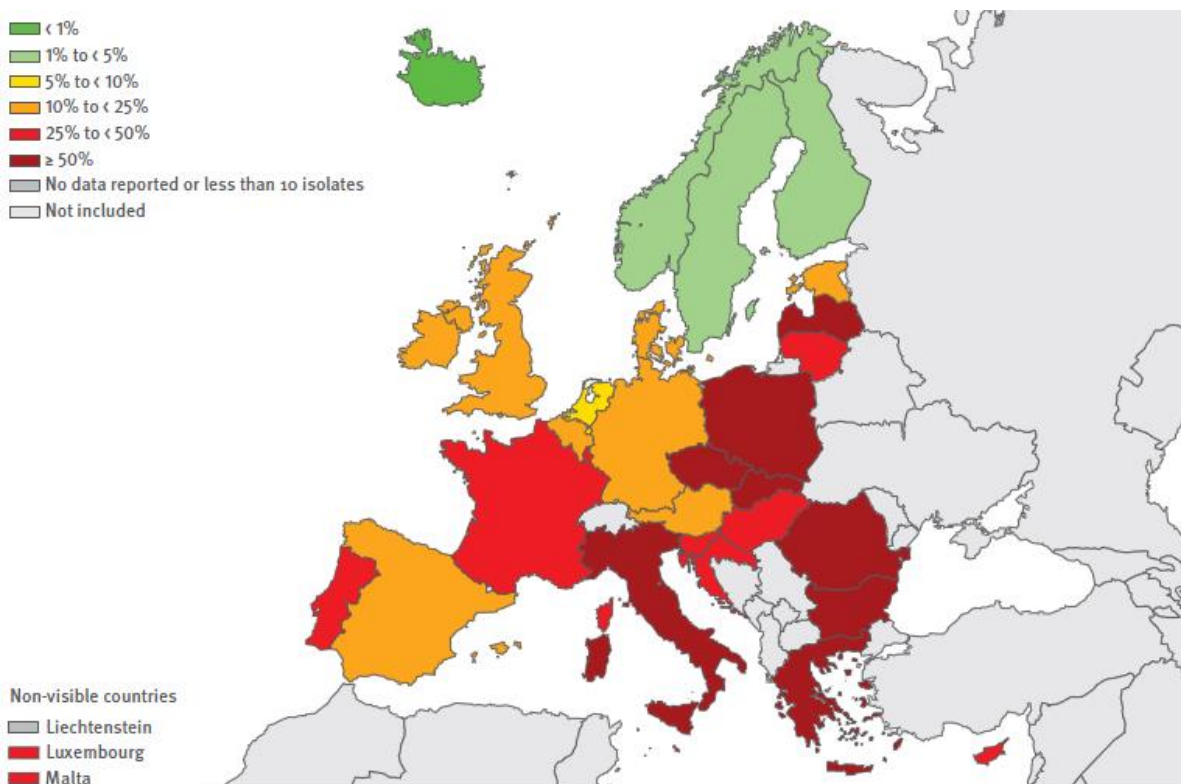 < 1%
1% to < 5%
5% to < 10%
10% to < 25%
25% to < 50%
≥ 50%
No data reported or less than 10 isolates
Not included
Non-visible countries
Liechtenstein
Luxembourg
Malta